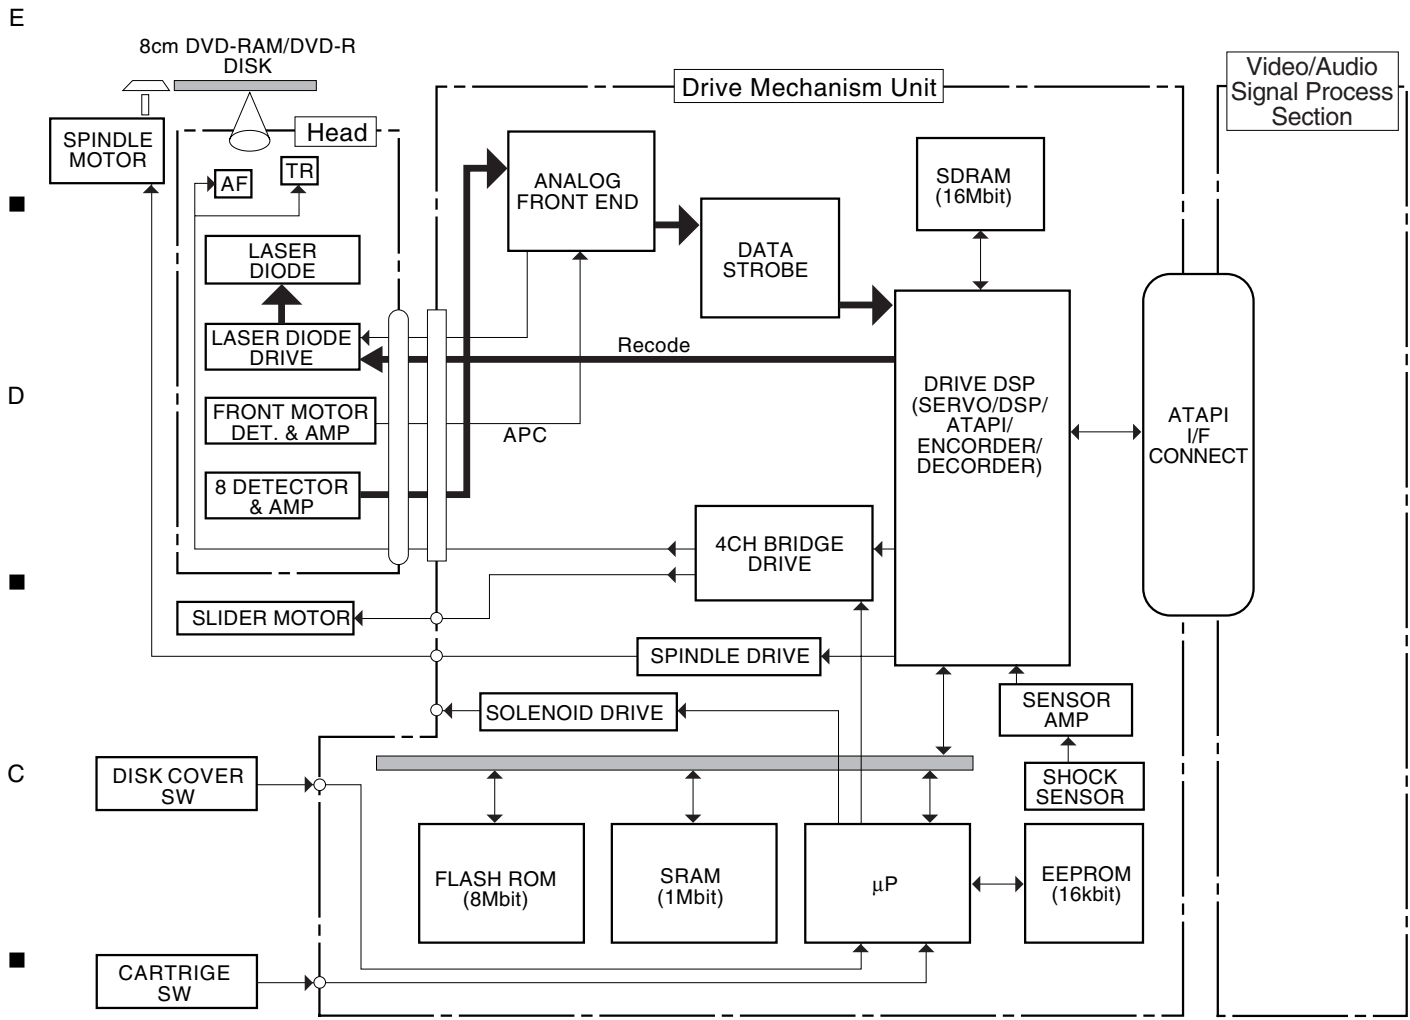 E
8cm DVD-RAM/DVD-R
DISK
Drive Mechanism Unit
Video/Audio
Signal Process
Section
SPINDLE
MOTOR
Head
AF
TR
ANALOG
FRONT END
SDRAM
(16Mbit)
DATA
STROBE
LASER
DIODE
LASER DIODE
DRIVE
Recode
D
FRONT MOTOR
DET. & AMP
APC
DRIVE DSP
(SERVO/DSP/
ATAPI/
ENCORDER/
DECORDER)
ATAPI
I/F
CONNECT
8 DETECTOR
& AMP
4CH BRIDGE
DRIVE
SLIDER MOTOR
SPINDLE DRIVE
SOLENOID DRIVE
SENSOR
AMP
C
DISK COVER
SW
SHOCK
SENSOR
FLASH ROM
(8Mbit)
SRAM
(1Mbit)
μP
EEPROM
(16kbit)
CARTRIGE
SW